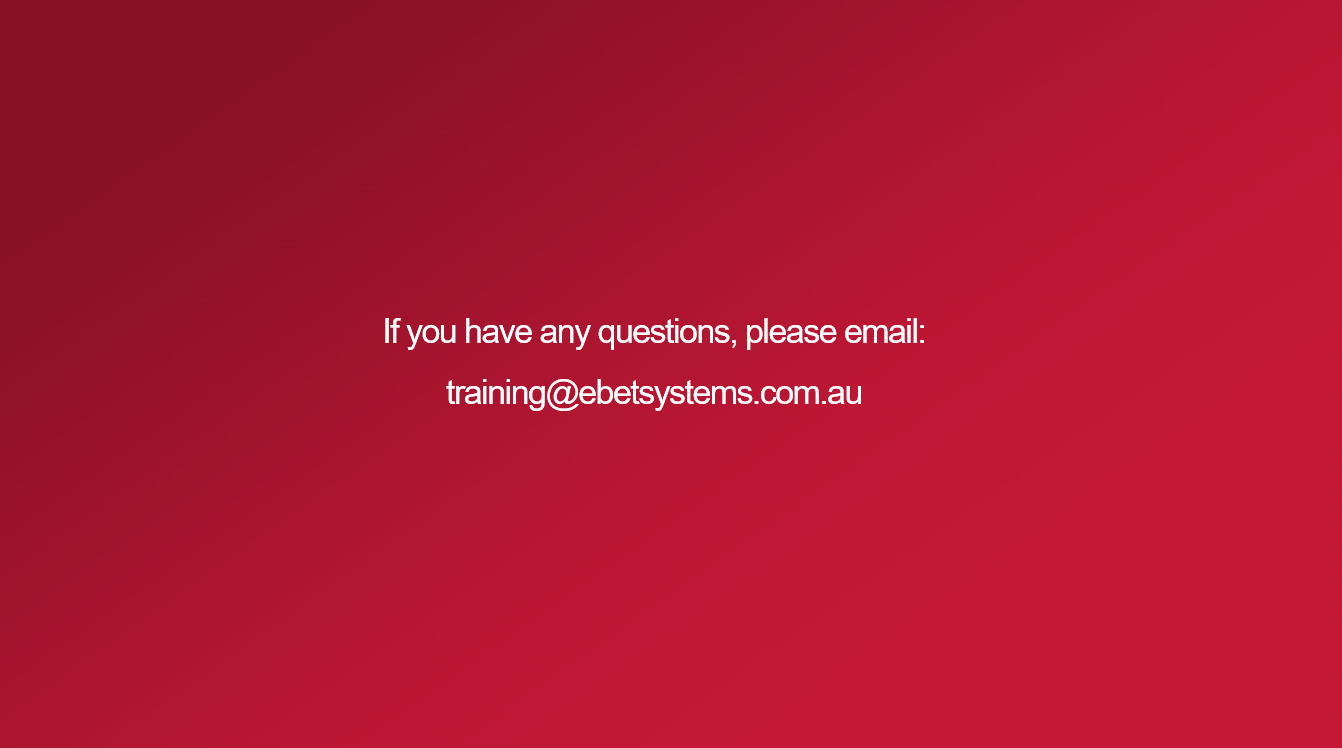 If you have any questions, please email:
training@ebetsystems.com.au